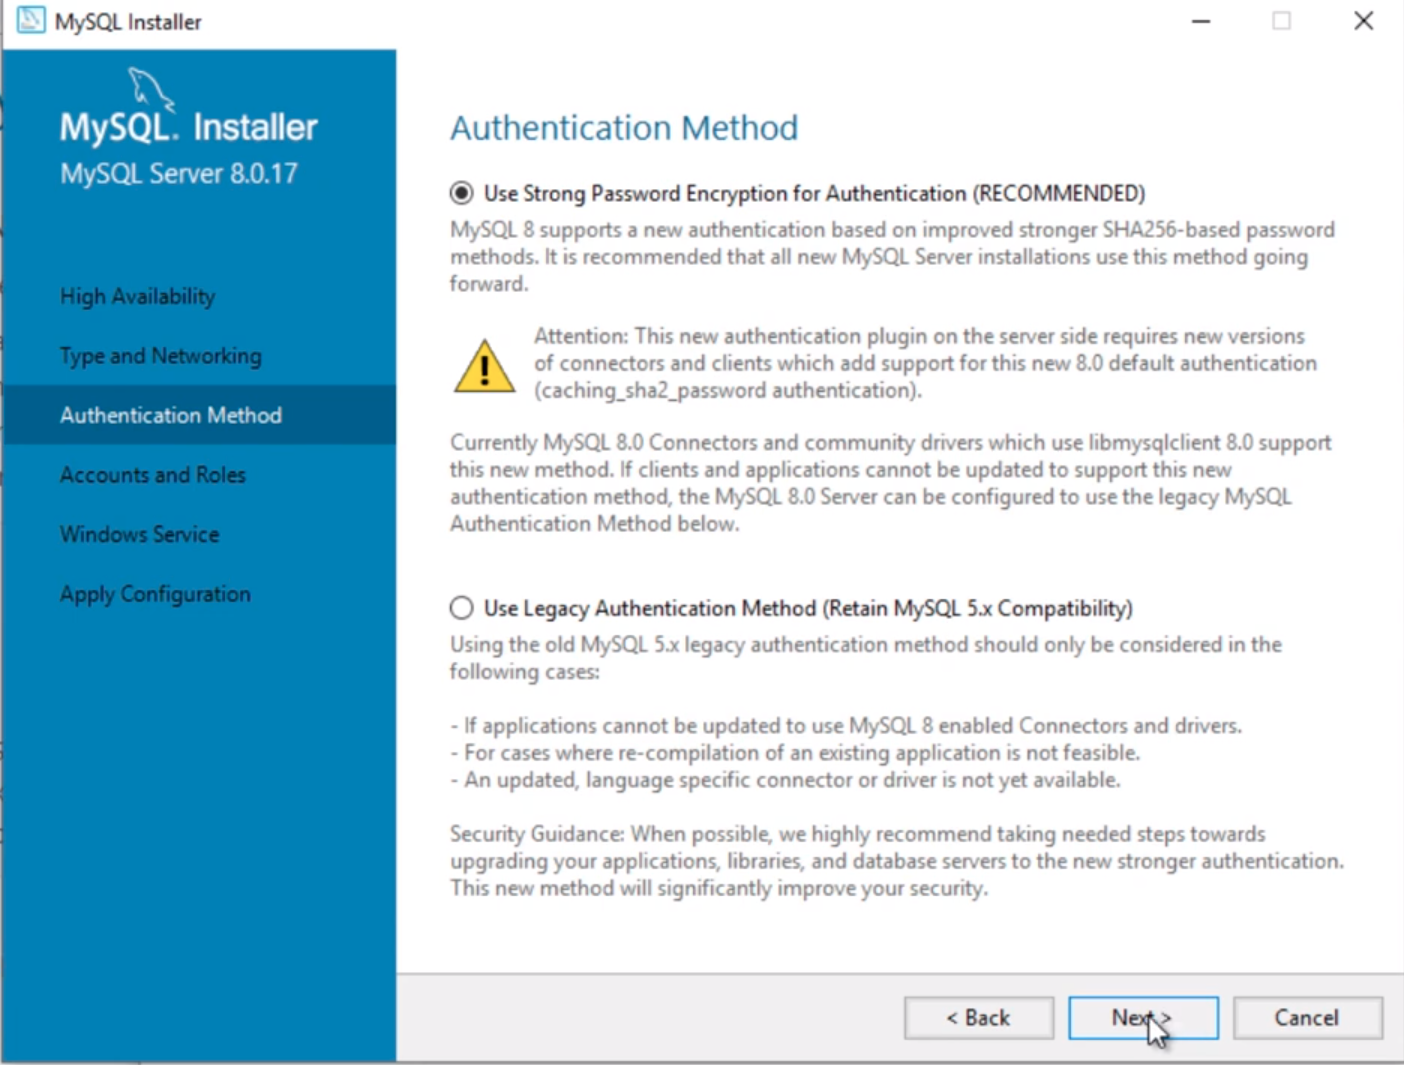 MySQL Installer
MySQL. Installer
MySQL Server 8.0.17
High Availability
Type and Networking
Authentication Method
Accounts and Roles
Windows Service
Apply Configuration
Authentication Method
Use Strong Password Encryption for Authentication (RECOMMENDED)
MySQL 8 supports a new authentication based on improved stronger SHA256-based password
methods. It is recommended that all new MySQL Server installations use this method going
forward.
Attention: This new authentication plugin on the server side requires new versions
of connectors and clients which add support for this new 8.0 default authentication
(caching_sha2_password authentication).
Currently MySQL 8.0 Connectors and community drivers which use libmysqlclient 8.0 support
this new method. If clients and applications cannot be updated to support this new
authentication method, the MySQL 8.0 Server can be configured to use the legacy MySQL
Authentication Method below.
Use Legacy Authentication Method (Retain MySQL 5.x Compatibility)
Using the old MySQL 5.x legacy authentication method should only be considered in the
following cases:
- If applications cannot be updated to use MySQL 8 enabled Connectors and drivers.
- For cases where re-compilation of an existing application is not feasible.
- An updated, language specific connector or driver is not yet available.
Security Guidance: When possible, we highly recommend taking needed steps towards
upgrading your applications, libraries, and database servers to the new stronger authentication.
This new method will significantly improve your security.
< Back
Next >
Cancel